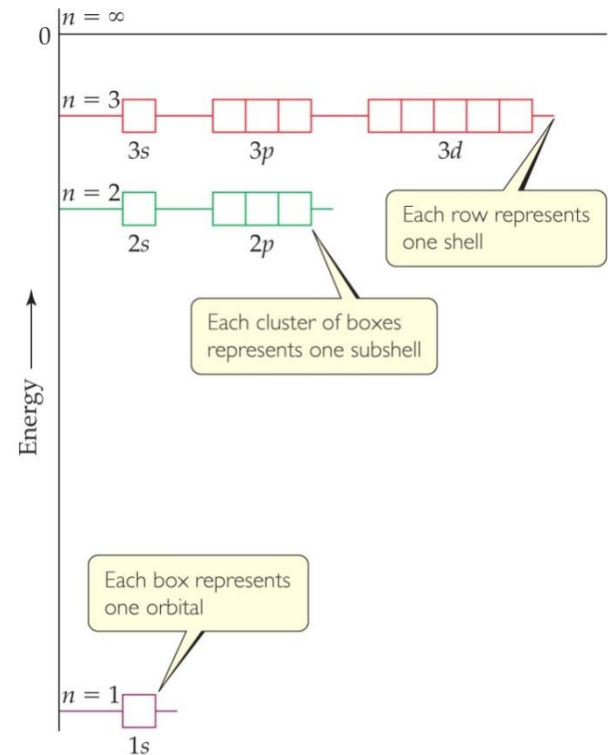 n = ∞
0
n = 3
3s 3p 3d
Each row represents
one shell
n = 2
2s 2p
Each cluster of boxes
represents one subshell
Energy
Each box represents
one orbital
n = 1
1s